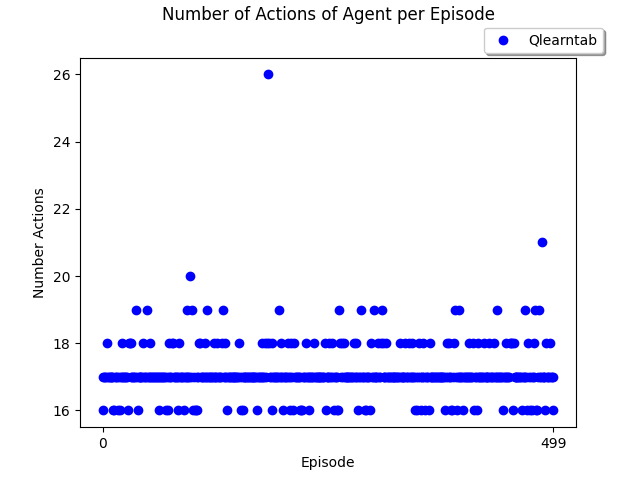 Number of Actions of Agent per Episode
Qlearntab
26
24
22
20
18
16
Number Actions
0
499
Episode